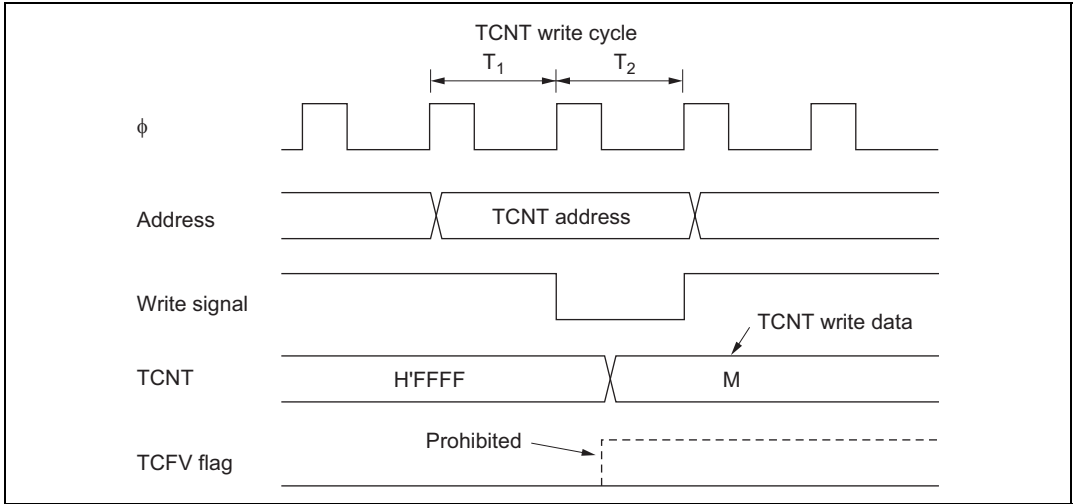 TCNT write cycle
T1 T2
ϕ
Address
TCNT address
Write signal
TCNT write data
TCNT
H'FFFF
M
Prohibited
TCFV flag